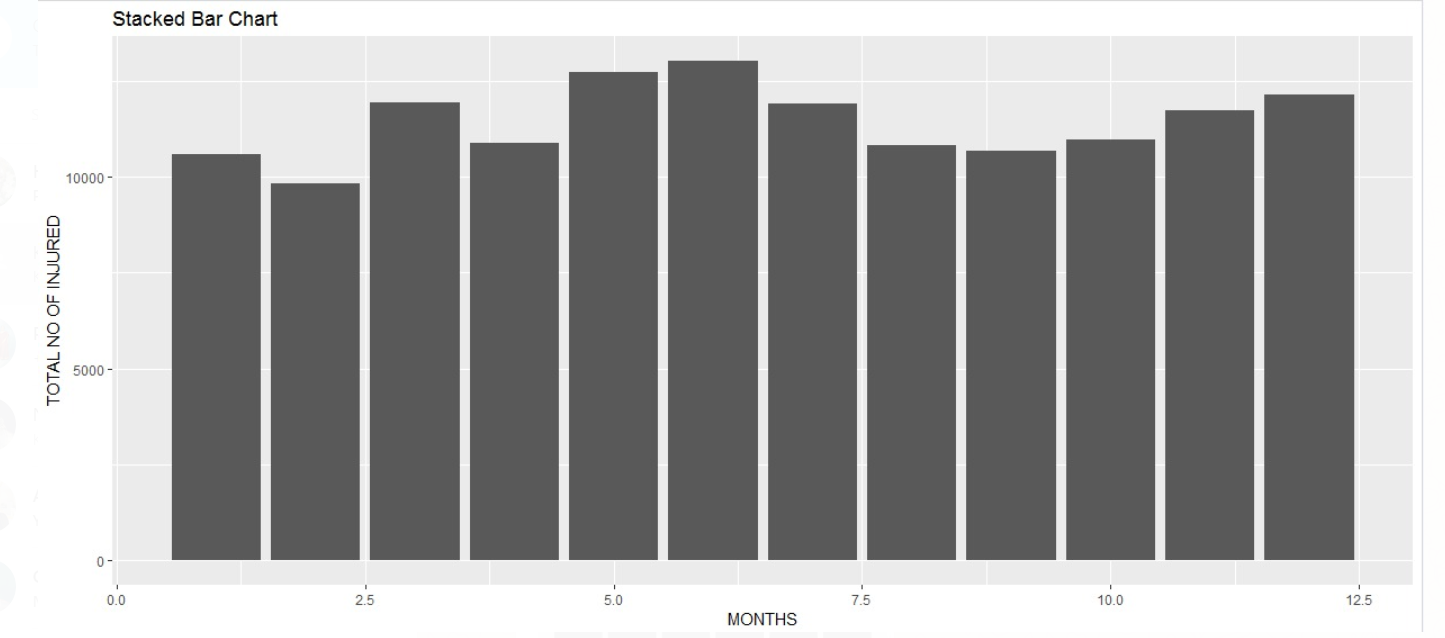 Stacked Bar Chart
TOTAL NO OF INJURED
10000
5000
0
0.0 2.5 5.0 7.5 10.0 12.5
MONTHS